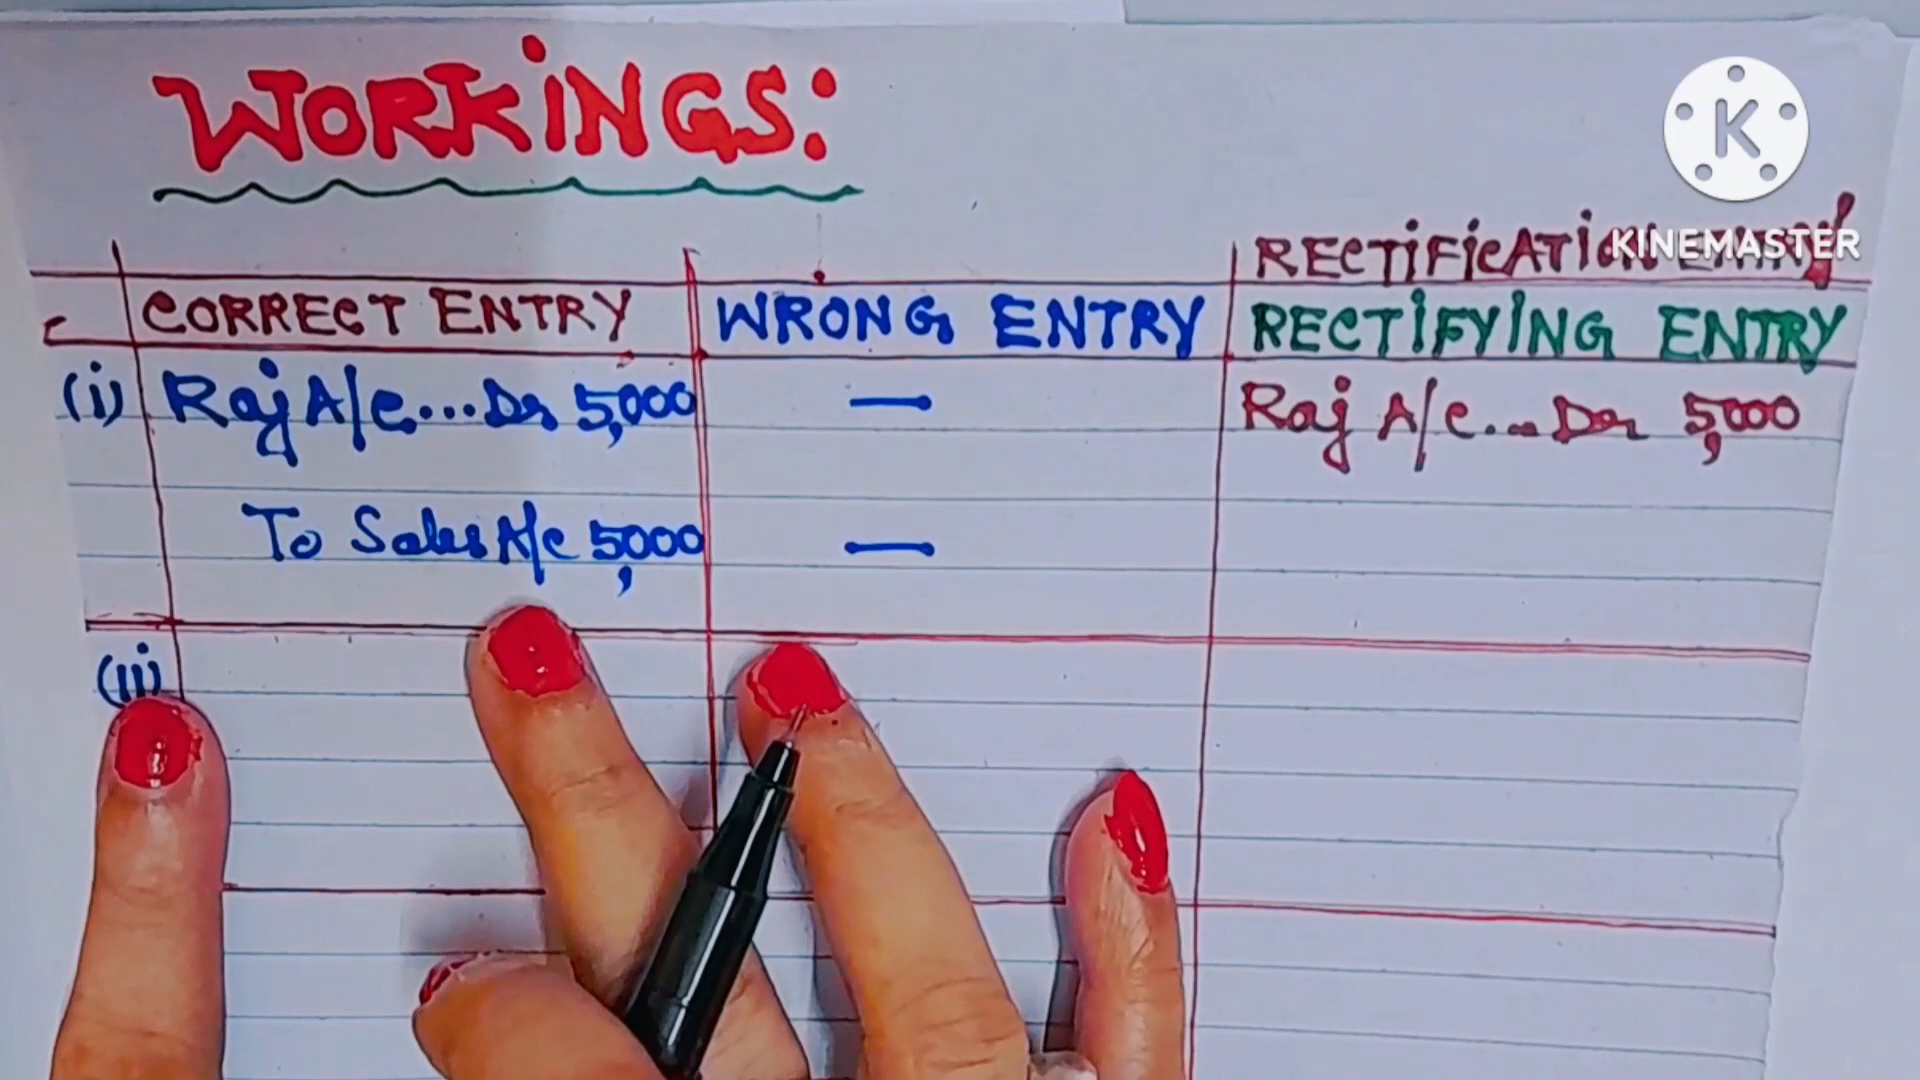 WORKINGS:
KINEMASTER
RECTIFICATION ENTRY
CORRECT ENTRY WRONG ENTRY RECTIFYING ENTRY
(i) Raj A/c...Dr 5,000 — Raj A/c...Dr 5,000
To Sales A/c 5,000 —
(ii)